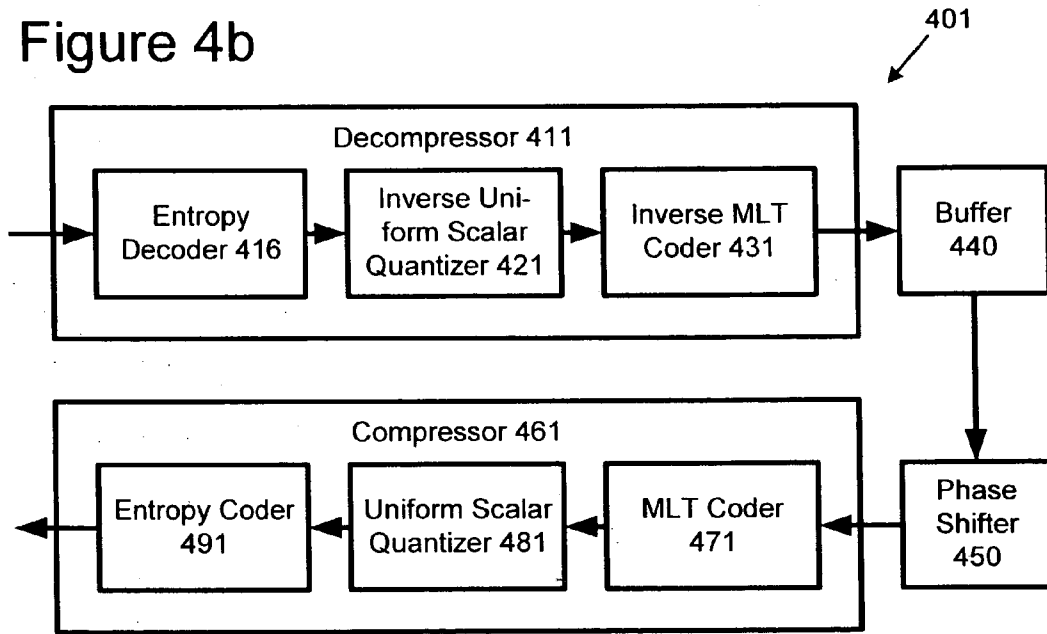 Figure 4b
401
Decompressor 411
Entropy
Decoder 416
Inverse Uni-
form Scalar
Quantizer 421
Inverse MLT
Coder 431
Buffer
440
Compressor 461
Entropy Coder
491
Uniform Scalar
Quantizer 481
MLT Coder
471
Phase
Shifter
450